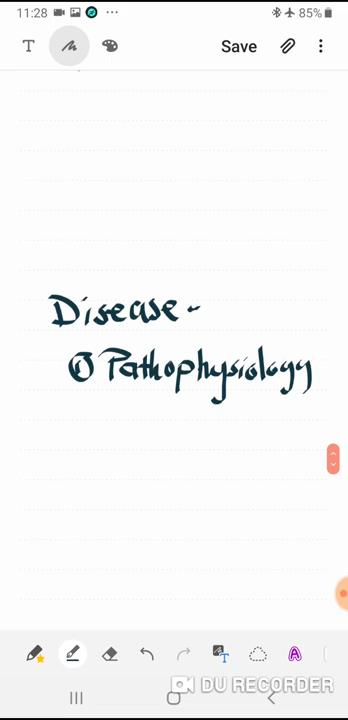 11:28
85%
T
Save
Disease -
① Pathophysiology
T
A
DU RECORDER